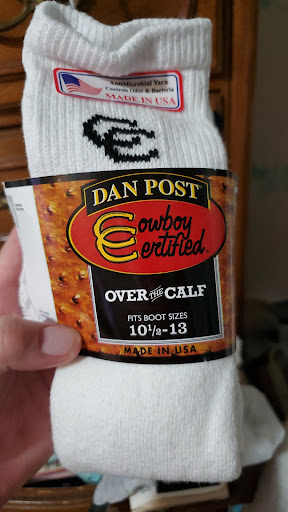 Antimicrobial Yarn
Controls Odor & Bacteria
MADE IN USA
CC
DAN POST®
Cowboy
Certified®
OVER THE CALF
FITS BOOT SIZES
10½-13
MADE IN USA